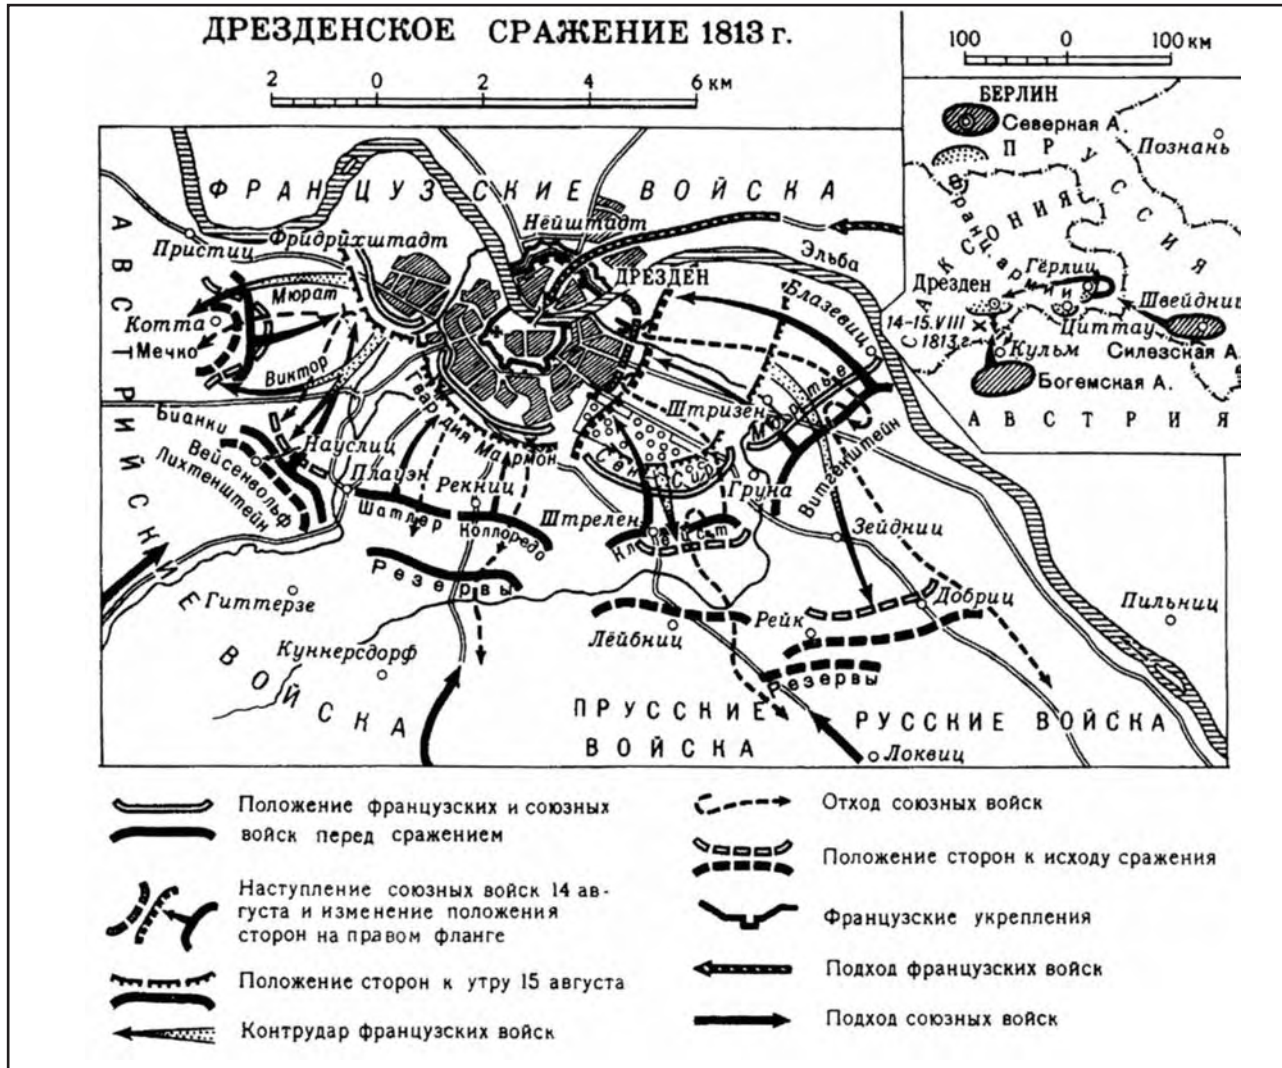 ДРЕЗДЕНСКОЕ СРАЖЕНИЕ 1813 г.
2 0 2 4 6 км
100 0 100 км
БЕРЛИН
Северная А.
Познань
ПРУССИЯ
САКСОНИЯ
Франц. армии
Гёрлиц
Дрезден
Швейдниц
Циттау
14-15.VIII
1813 г.
Силезская А.
Кульм
Богемская А.
АВСТРИЯ
ФРАНЦУЗСКИЕ ВОЙСКА
Нейштадт
Пристиц
Фридрихштадт
ДРЕЗДЕН
Эльба
Блазевиц
Мюрат
Котта
Мечко
Виктор
Гвардия
Мармон
Штризен
Мортье
Сен Сир
Бианки
Науслиц
Вейсенвольф
Лихтенштейн
Плауэн
Рекниц
Груна
Витгенштейн
Шатлер
Коллоредо
Штрелен
Клейст
Зейдниц
Резервы
Гиттерзе
Добриц
Пильниц
Рейк
Лёйбниц
Куннерсдорф
Резервы
АВСТРИЙСКИЕ ВОЙСКА
ПРУССКИЕ
ВОЙСКА
РУССКИЕ ВОЙСКА
Локвиц
Положение французских и союзных
войск перед сражением
Наступление союзных войск 14 ав-
густа и изменение положения
сторон на правом фланге
Положение сторон к утру 15 августа
Контрудар французских войск
Отход союзных войск
Положение сторон к исходу сражения
Французские укрепления
Подход французских войск
Подход союзных войск